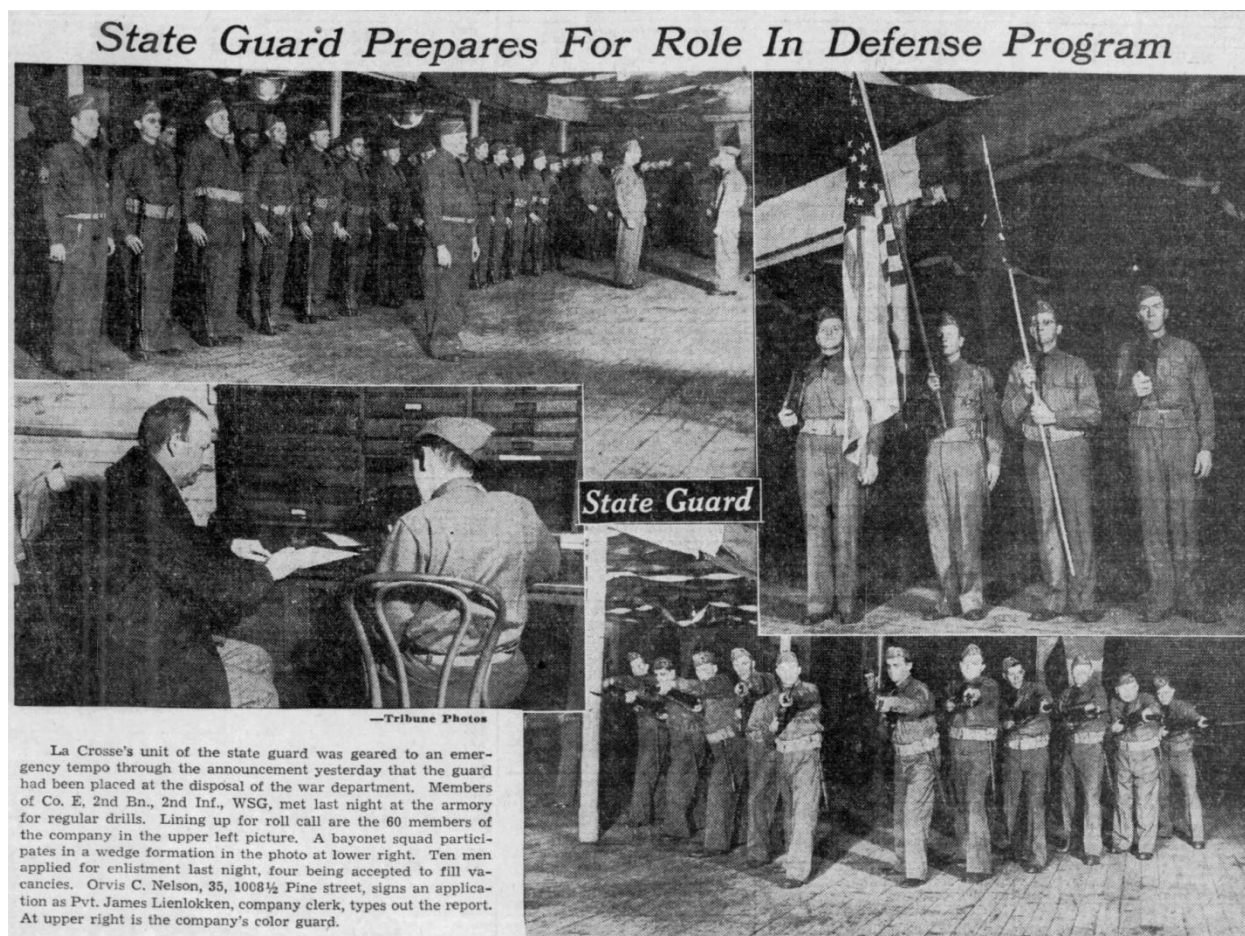 State Guard Prepares For Role In Defense Program
State Guard
—Tribune Photos
La Crosse's unit of the state guard was geared to an emer-
gency tempo through the announcement yesterday that the guard
had been placed at the disposal of the war department. Members
of Co. E, 2nd Bn., 2nd Inf., WSG, met last night at the armory
for regular drills. Lining up for roll call are the 60 members of
the company in the upper left picture. A bayonet squad partici-
pates in a wedge formation in the photo at lower right. Ten men
applied for enlistment last night, four being accepted to fill va-
cancies. Orvis C. Nelson, 35, 1008½ Pine street, signs an applica-
tion as Pvt. James Lienlokken, company clerk, types out the report.
At upper right is the company's color guard.